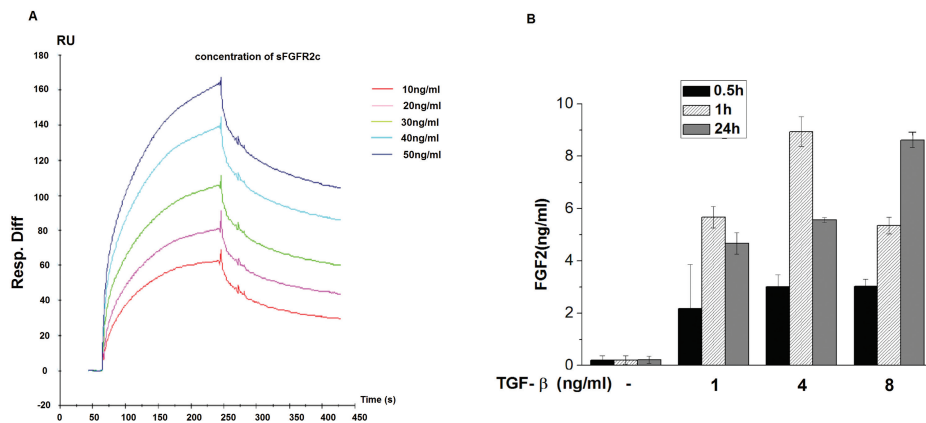 A
RU
concentration of sFGFR2c
10ng/ml
20ng/ml
30ng/ml
40ng/ml
50ng/ml
Resp. Diff
180
160
140
120
100
80
60
40
20
0
-20
0 50 100 150 200 250 300 350 400 450
Time (s)
B
0.5h
1h
24h
FGF2(ng/ml)
10
8
6
4
2
0
TGF- β (ng/ml) - 1 4 8